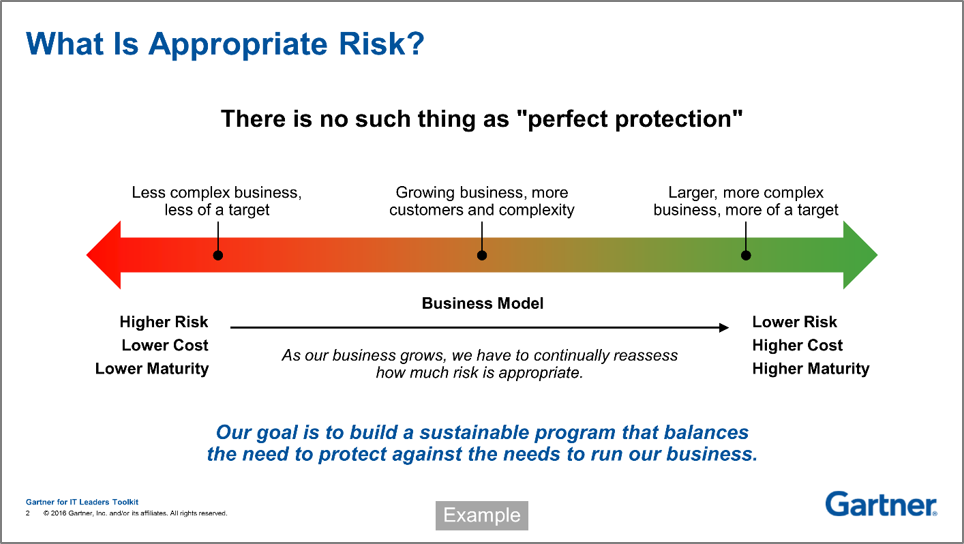 What Is Appropriate Risk?
There is no such thing as "perfect protection"
Less complex business,
less of a target
Growing business, more
customers and complexity
Larger, more complex
business, more of a target
Business Model
Higher Risk
Lower Cost
Lower Maturity
As our business grows, we have to continually reassess
how much risk is appropriate.
Lower Risk
Higher Cost
Higher Maturity
Our goal is to build a sustainable program that balances
the need to protect against the needs to run our business.
Gartner for IT Leaders Toolkit
2 © 2016 Gartner, Inc. and/or its affiliates. All rights reserved.
Example
Gartner